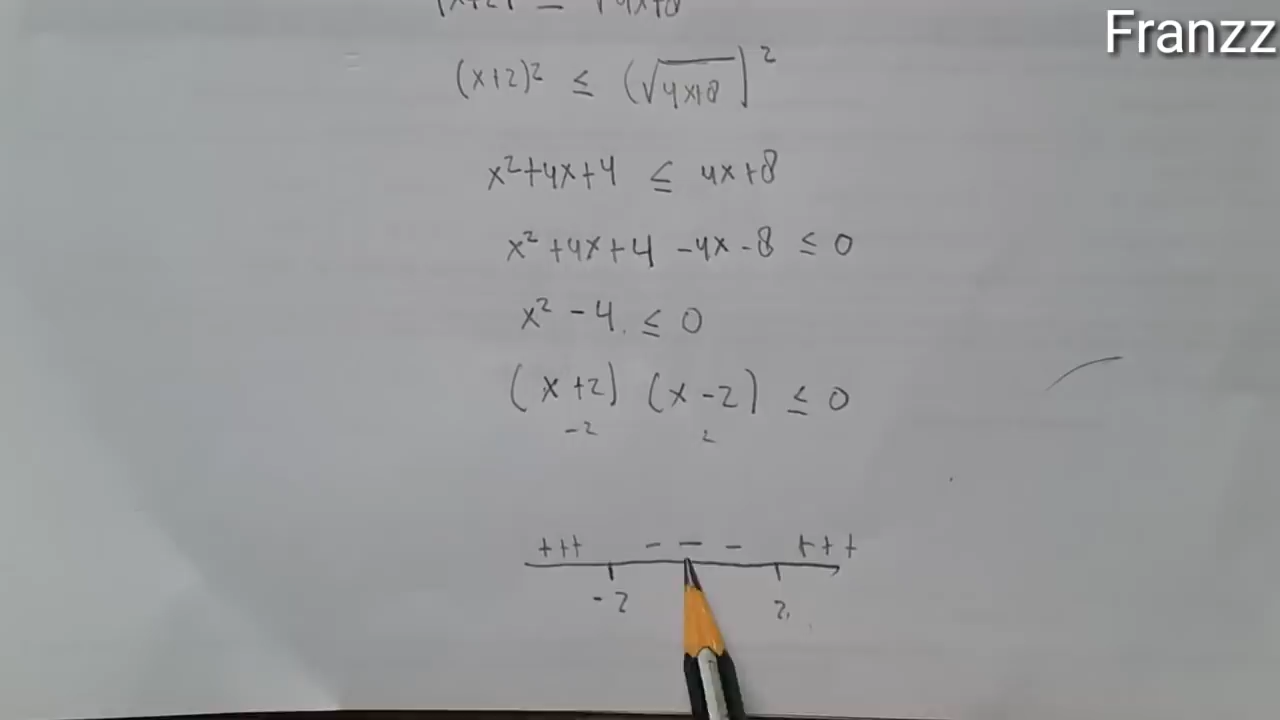 Franzz
(x+2)² ≤ (√4x+8)²
x²+4x+4 ≤ 4x+8
x² +4x+4 -4x-8 ≤ 0
x² - 4. ≤ 0
(x+2) (x-2) ≤ 0
-2 2
+++ - - - +++
-2 2